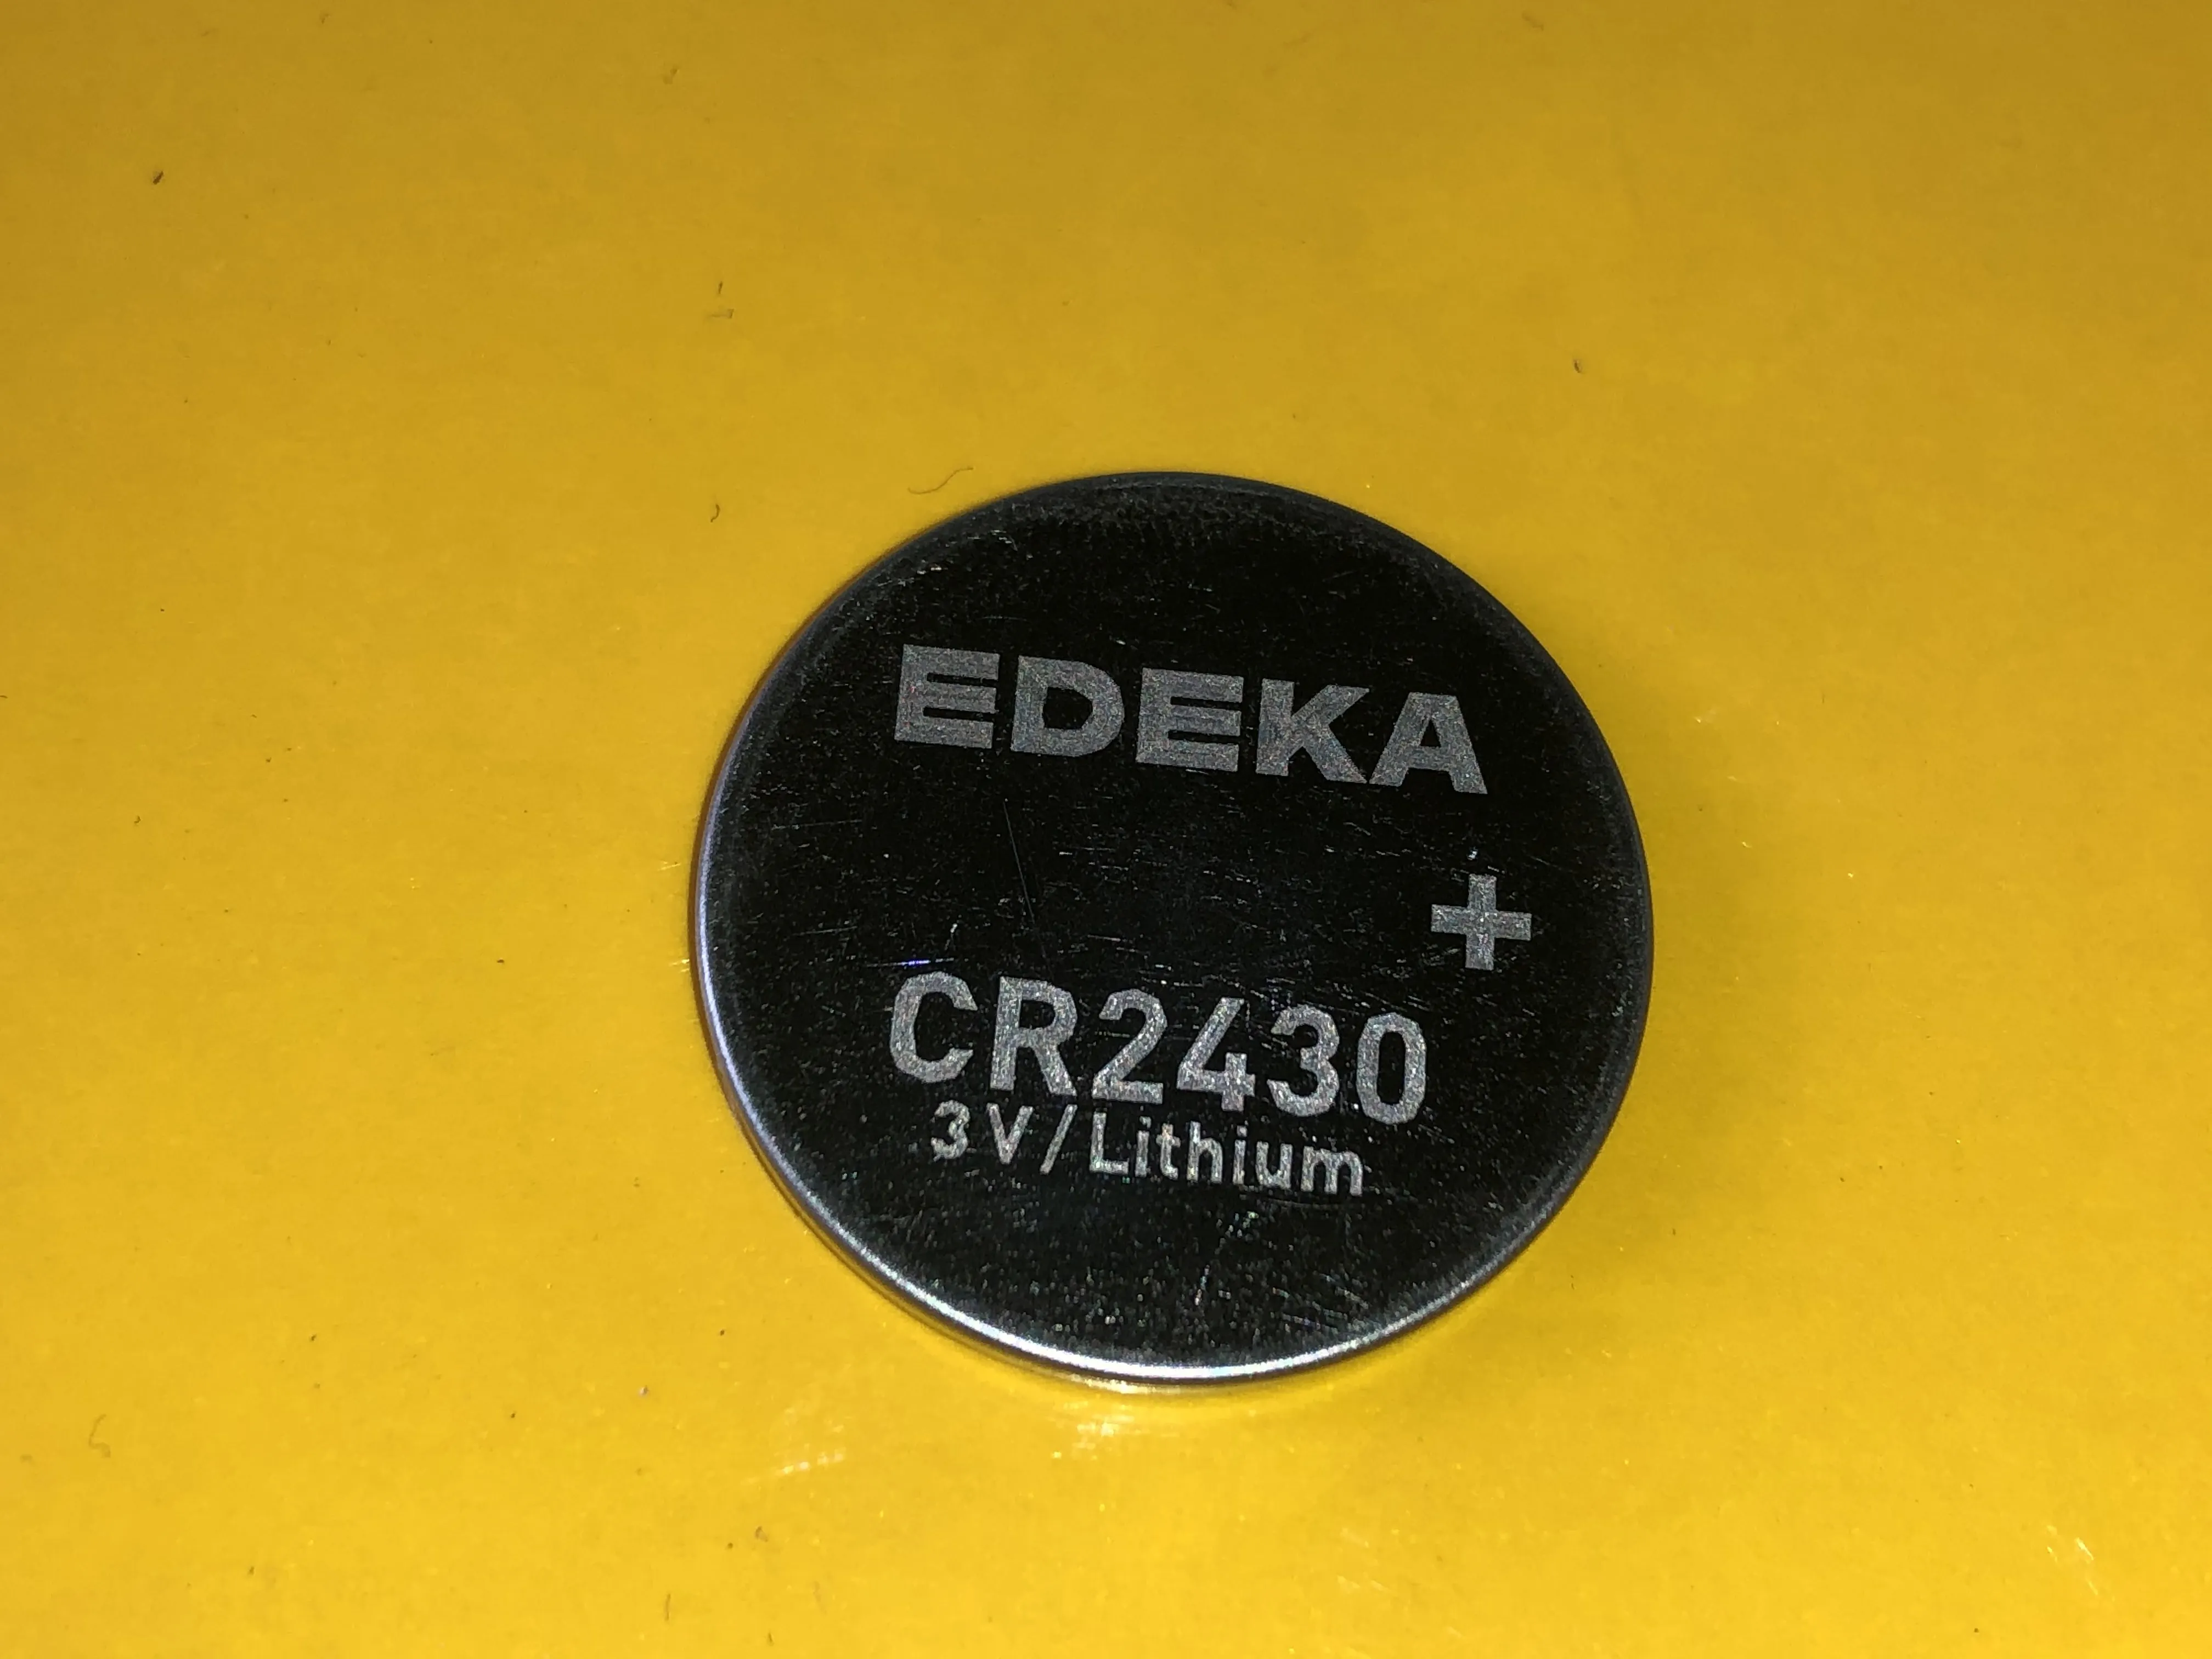 EDEKA
+
CR2430
3V/Lithium